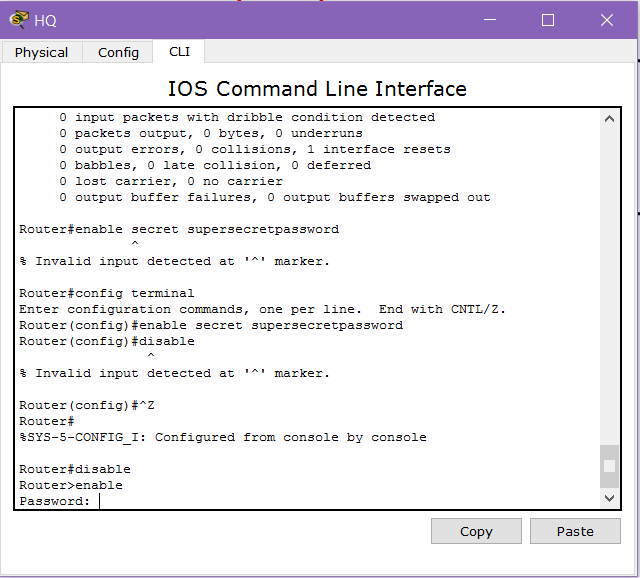 HQ
Physical Config CLI
IOS Command Line Interface
0 input packets with dribble condition detected
0 packets output, 0 bytes, 0 underruns
0 output errors, 0 collisions, 1 interface resets
0 babbles, 0 late collision, 0 deferred
0 lost carrier, 0 no carrier
0 output buffer failures, 0 output buffers swapped out
Router#enable secret supersecretpassword
^
% Invalid input detected at '^' marker.
Router#config terminal
Enter configuration commands, one per line.  End with CNTL/Z.
Router(config)#enable secret supersecretpassword
Router(config)#disable
^
% Invalid input detected at '^' marker.
Router(config)#^Z
Router#
%SYS-5-CONFIG_I: Configured from console by console
Router#disable
Router>enable
Password:
Copy Paste